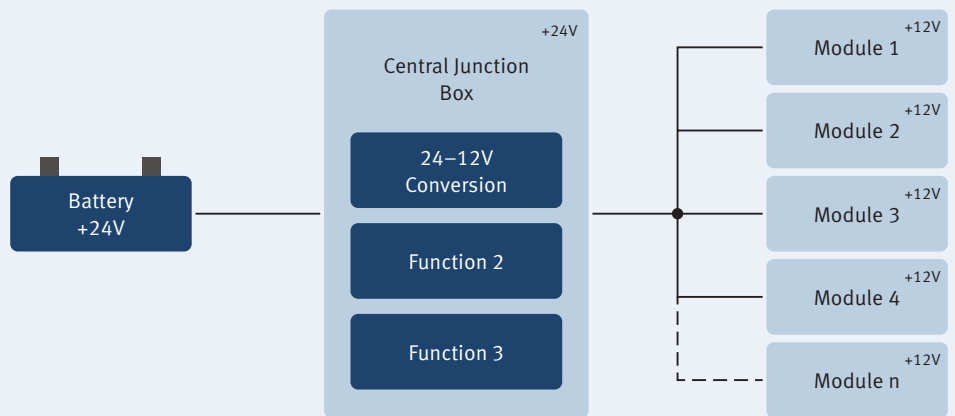 Battery
+24V
+24V
Central Junction
Box
24–12V
Conversion
Function 2
Function 3
+12V
Module 1
+12V
Module 2
+12V
Module 3
+12V
Module 4
+12V
Module n